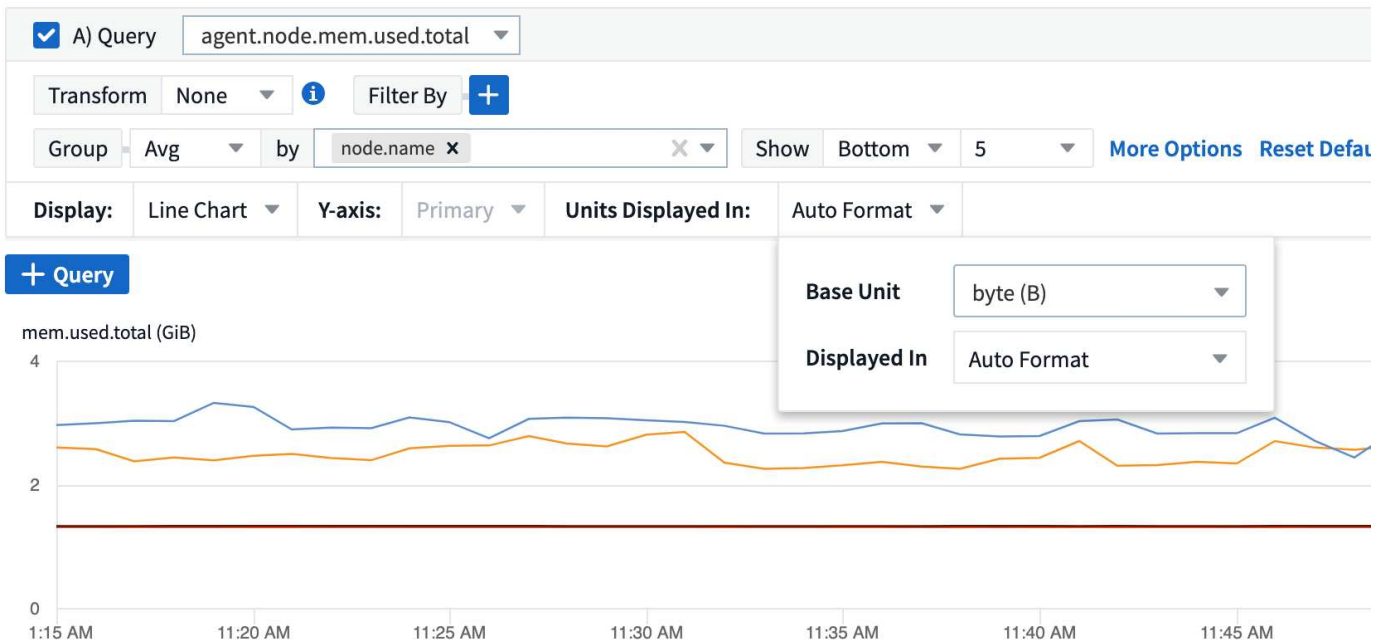 A) Query agent.node.mem.used.total
Transform None i Filter By +
Group Avg by node.name × Show Bottom 5 More Options Reset Defau
Display: Line Chart Y-axis: Primary Units Displayed In: Auto Format
+ Query
Base Unit byte (B)
Displayed In Auto Format
mem.used.total (GiB)
4
2
0
1:15 AM 11:20 AM 11:25 AM 11:30 AM 11:35 AM 11:40 AM 11:45 AM